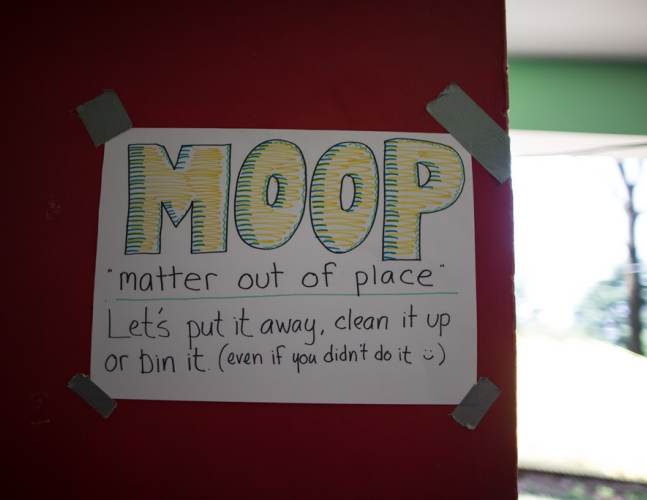 MOOP
"matter out of place"
Let's put it away, clean it up
or bin it. (even if you didn't do it ü)